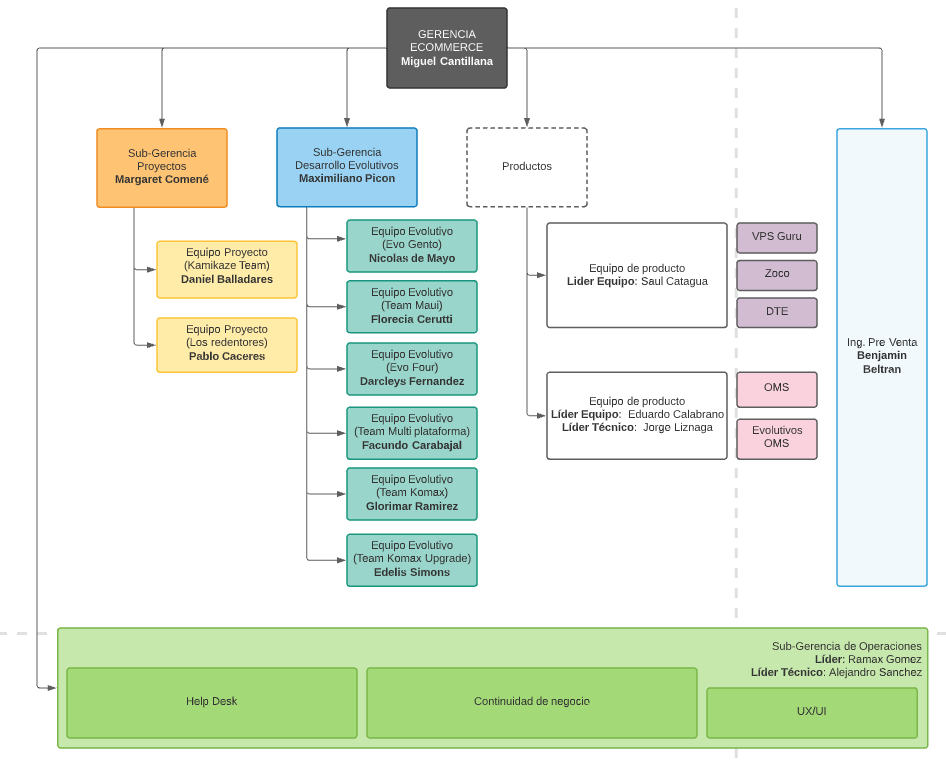 GERENCIA
ECOMMERCE
Miguel Cantillana
Sub-Gerencia
Proyectos
Margaret Comené
Sub-Gerencia
Desarrollo Evolutivos
Maximiliano Picon
Productos
Equipo Proyecto
(Kamikaze Team)
Daniel Balladares
Equipo Proyecto
(Los redentores)
Pablo Caceres
Equipo Evolutivo
(Evo Gento)
Nicolas de Mayo
Equipo Evolutivo
(Team Maui)
Florecia Cerutti
Equipo Evolutivo
(Evo Four)
Darcleys Fernandez
Equipo Evolutivo
(Team Multi plataforma)
Facundo Carabajal
Equipo Evolutivo
(Team Komax)
Glorimar Ramirez
Equipo Evolutivo
(Team Komax Upgrade)
Edelis Simons
Equipo de producto
Lider Equipo: Saul Catagua
VPS Guru
Zoco
DTE
Equipo de producto
Líder Equipo: Eduardo Calabrano
Líder Técnico: Jorge Liznaga
OMS
Evolutivos
OMS
Ing. Pre Venta
Benjamin
Beltran
Sub-Gerencia de Operaciones
Líder: Ramax Gomez
Líder Técnico: Alejandro Sanchez
Help Desk
Continuidad de negocio
UX/UI